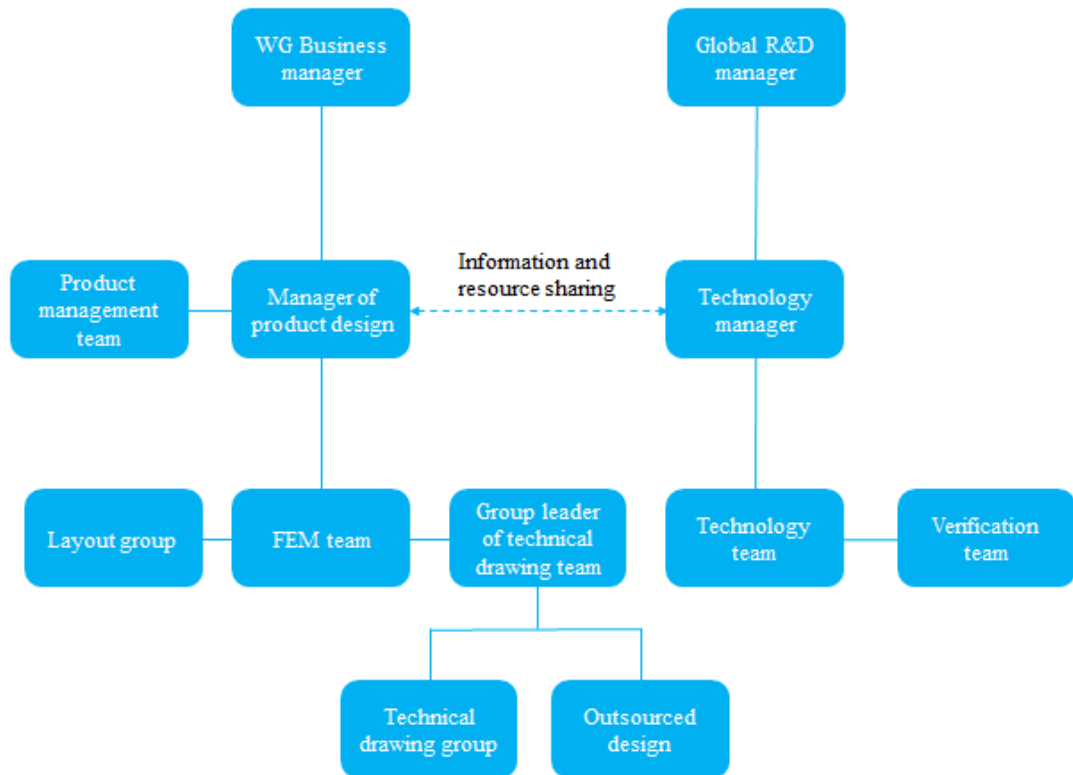 WG Business
manager
Global R&D
manager
Information and
resource sharing
Product
management
team
Manager of
product design
Technology
manager
Layout group
FEM team
Group leader
of technical
drawing team
Technology
team
Verification
team
Technical
drawing group
Outsourced
design